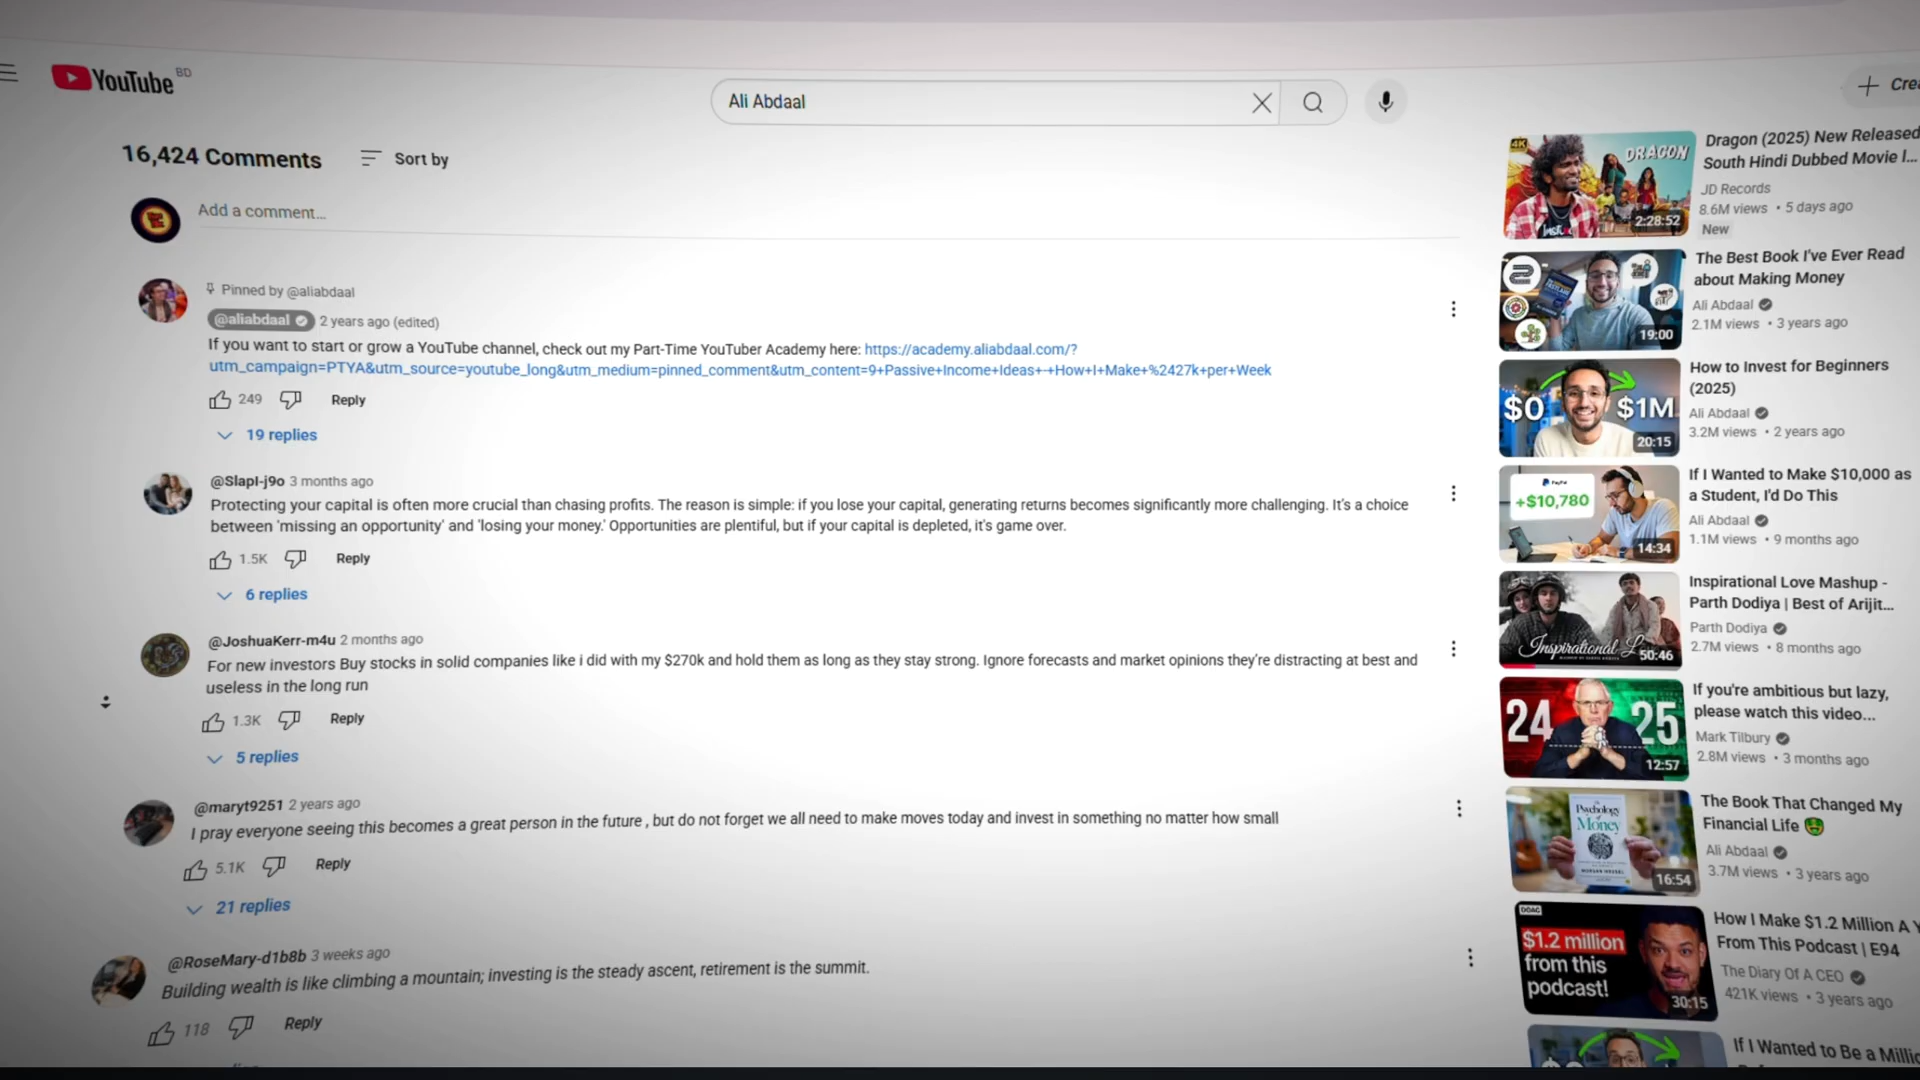 YouTube BD
Ali Abdaal
16,424 Comments
Sort by
Add a comment...
Pinned by @aliabdaal
@aliabdaal 2 years ago (edited)
If you want to start or grow a YouTube channel, check out my Part-Time YouTuber Academy here: https://academy.aliabdaal.com/?
utm_campaign=PTYA&utm_source=youtube_long&utm_medium=pinned_comment&utm_content=9+Passive+Income+Ideas+-+How+I+Make+%2427k+per+Week
249
Reply
19 replies
@SlapI-j9o 3 months ago
Protecting your capital is often more crucial than chasing profits. The reason is simple: if you lose your capital, generating returns becomes significantly more challenging. It's a choice
between 'missing an opportunity' and 'losing your money.' Opportunities are plentiful, but if your capital is depleted, it's game over.
1.5K
Reply
6 replies
@JoshuaKerr-m4u 2 months ago
For new investors Buy stocks in solid companies like i did with my $270k and hold them as long as they stay strong. Ignore forecasts and market opinions they're distracting at best and
useless in the long run
1.3K
Reply
5 replies
@maryt9251 2 years ago
I pray everyone seeing this becomes a great person in the future , but do not forget we all need to make moves today and invest in something no matter how small
5.1K
Reply
21 replies
@RoseMary-d1b8b 3 weeks ago
Building wealth is like climbing a mountain; investing is the steady ascent, retirement is the summit.
118
Reply
Crea
4K
DRAGON
2:28:52
Dragon (2025) New Released
South Hindi Dubbed Movie l...
JD Records
8.6M views • 5 days ago
New
19:00
The Best Book I've Ever Read
about Making Money
Ali Abdaal
2.1M views • 3 years ago
$0
$1M
20:15
How to Invest for Beginners
(2025)
Ali Abdaal
3.2M views • 2 years ago
PayPal
+$10,780
14:34
If I Wanted to Make $10,000 as
a Student, I'd Do This
Ali Abdaal
1.1M views • 9 months ago
Inspirational L
50:46
Inspirational Love Mashup -
Parth Dodiya | Best of Arijit...
Parth Dodiya
2.7M views • 8 months ago
24
25
12:57
If you're ambitious but lazy,
please watch this video...
Mark Tilbury
2.8M views • 3 months ago
Psychology
of
Money
MORGAN HOUSEL
16:54
The Book That Changed My
Financial Life
Ali Abdaal
3.7M views • 3 years ago
DOAC
$1.2 million
from this
podcast!
30:15
How I Make $1.2 Million A Y
From This Podcast | E94
The Diary Of A CEO
421K views • 3 years ago
If I Wanted to Be a Millio